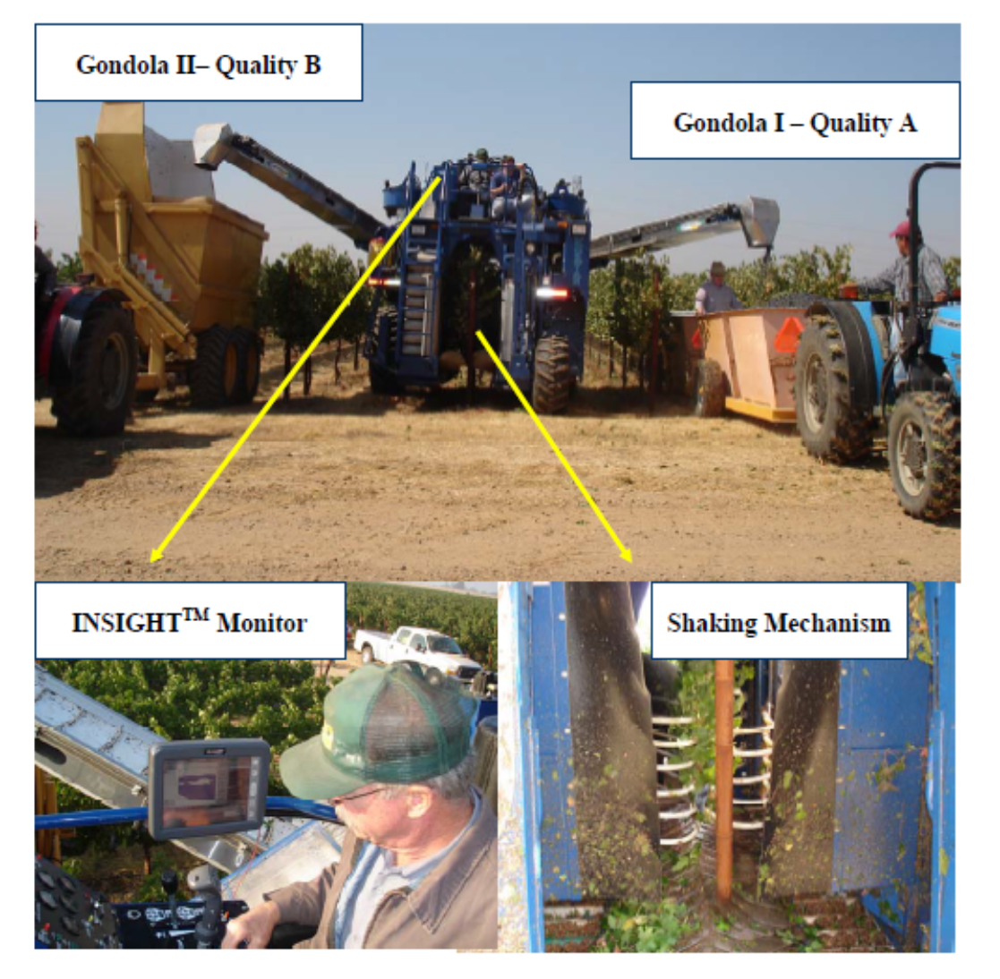 Gondola II– Quality B
Gondola I – Quality A
INSIGHT™ Monitor
Shaking Mechanism